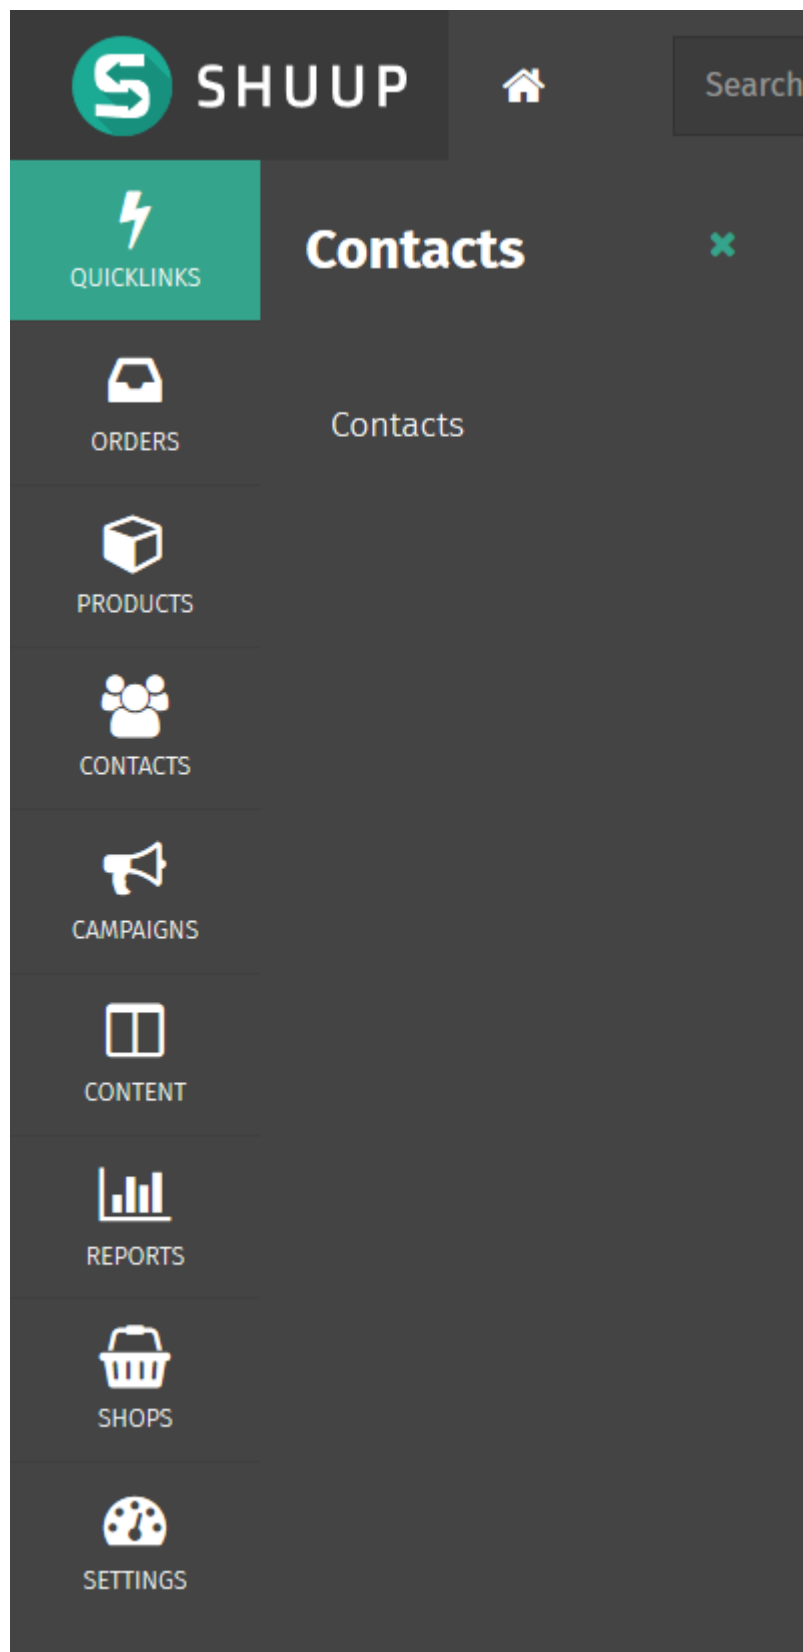 SHUUP
Search
QUICKLINKS
ORDERS
PRODUCTS
CONTACTS
CAMPAIGNS
CONTENT
REPORTS
SHOPS
SETTINGS
Contacts
Contacts